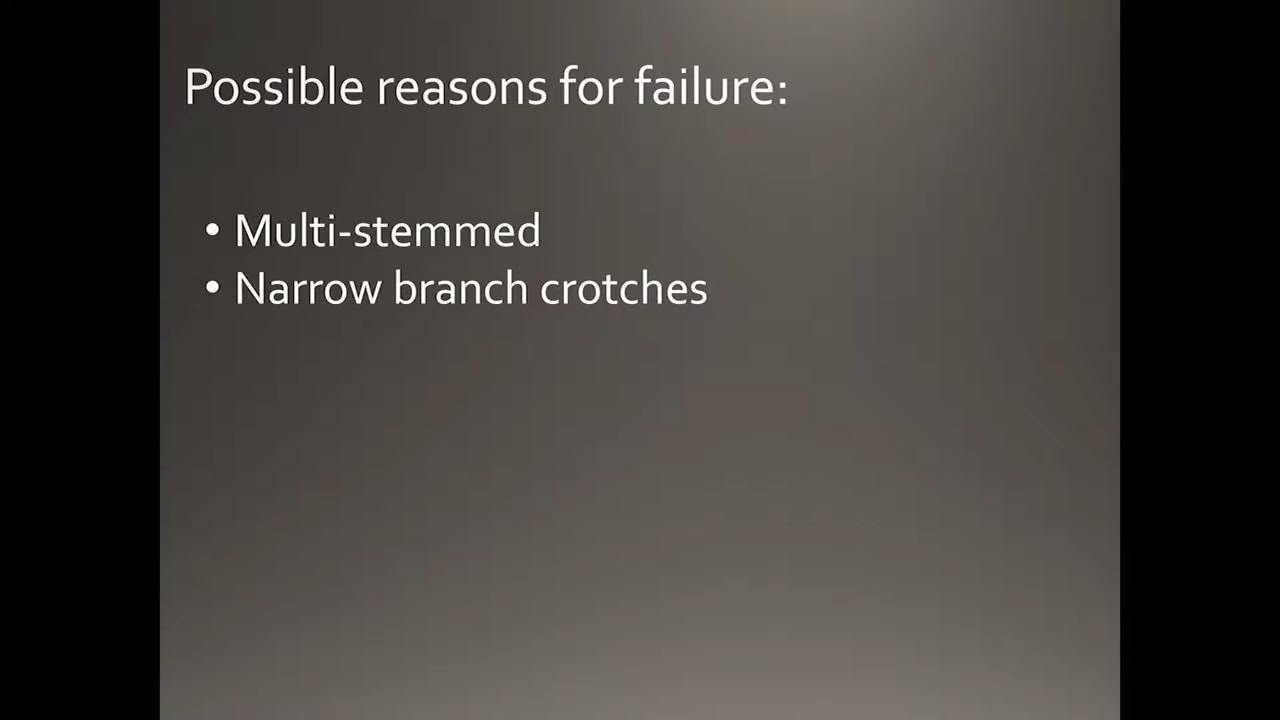 Possible reasons for failure:
• Multi-stemmed
• Narrow branch crotches